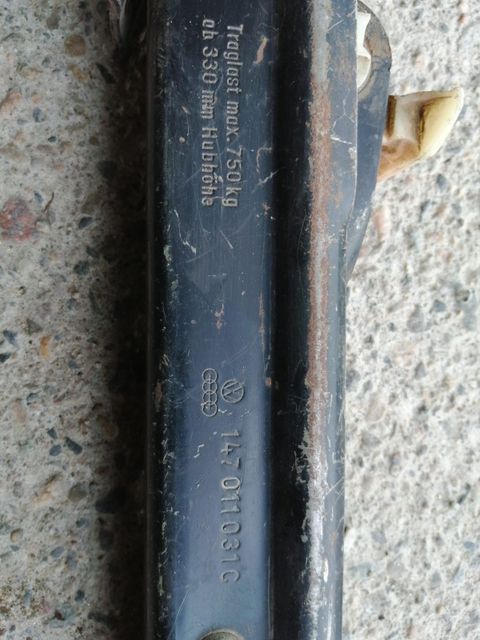 Traglast max. 750 kg
ab 330 mm Hubhöhe
147 011 031 C